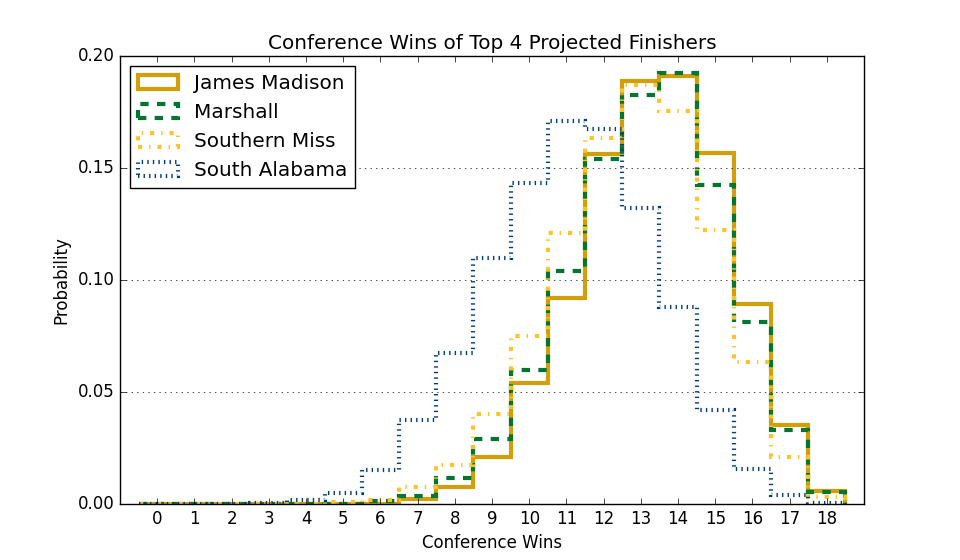 Conference Wins of Top 4 Projected Finishers
0.20
James Madison
Marshall
Southern Miss
South Alabama
0.15
0.10
0.05
0.00
Probability
0 1 2 3 4 5 6 7 8 9 10 11 12 13 14 15 16 17 18
Conference Wins